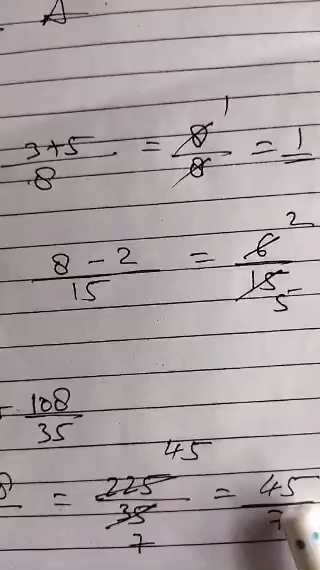 A
3+5/8 = 8/8 1 = 1
8-2/15 = 6/15 2 5
108/35
8 = 225/35 45 7 = 45/7